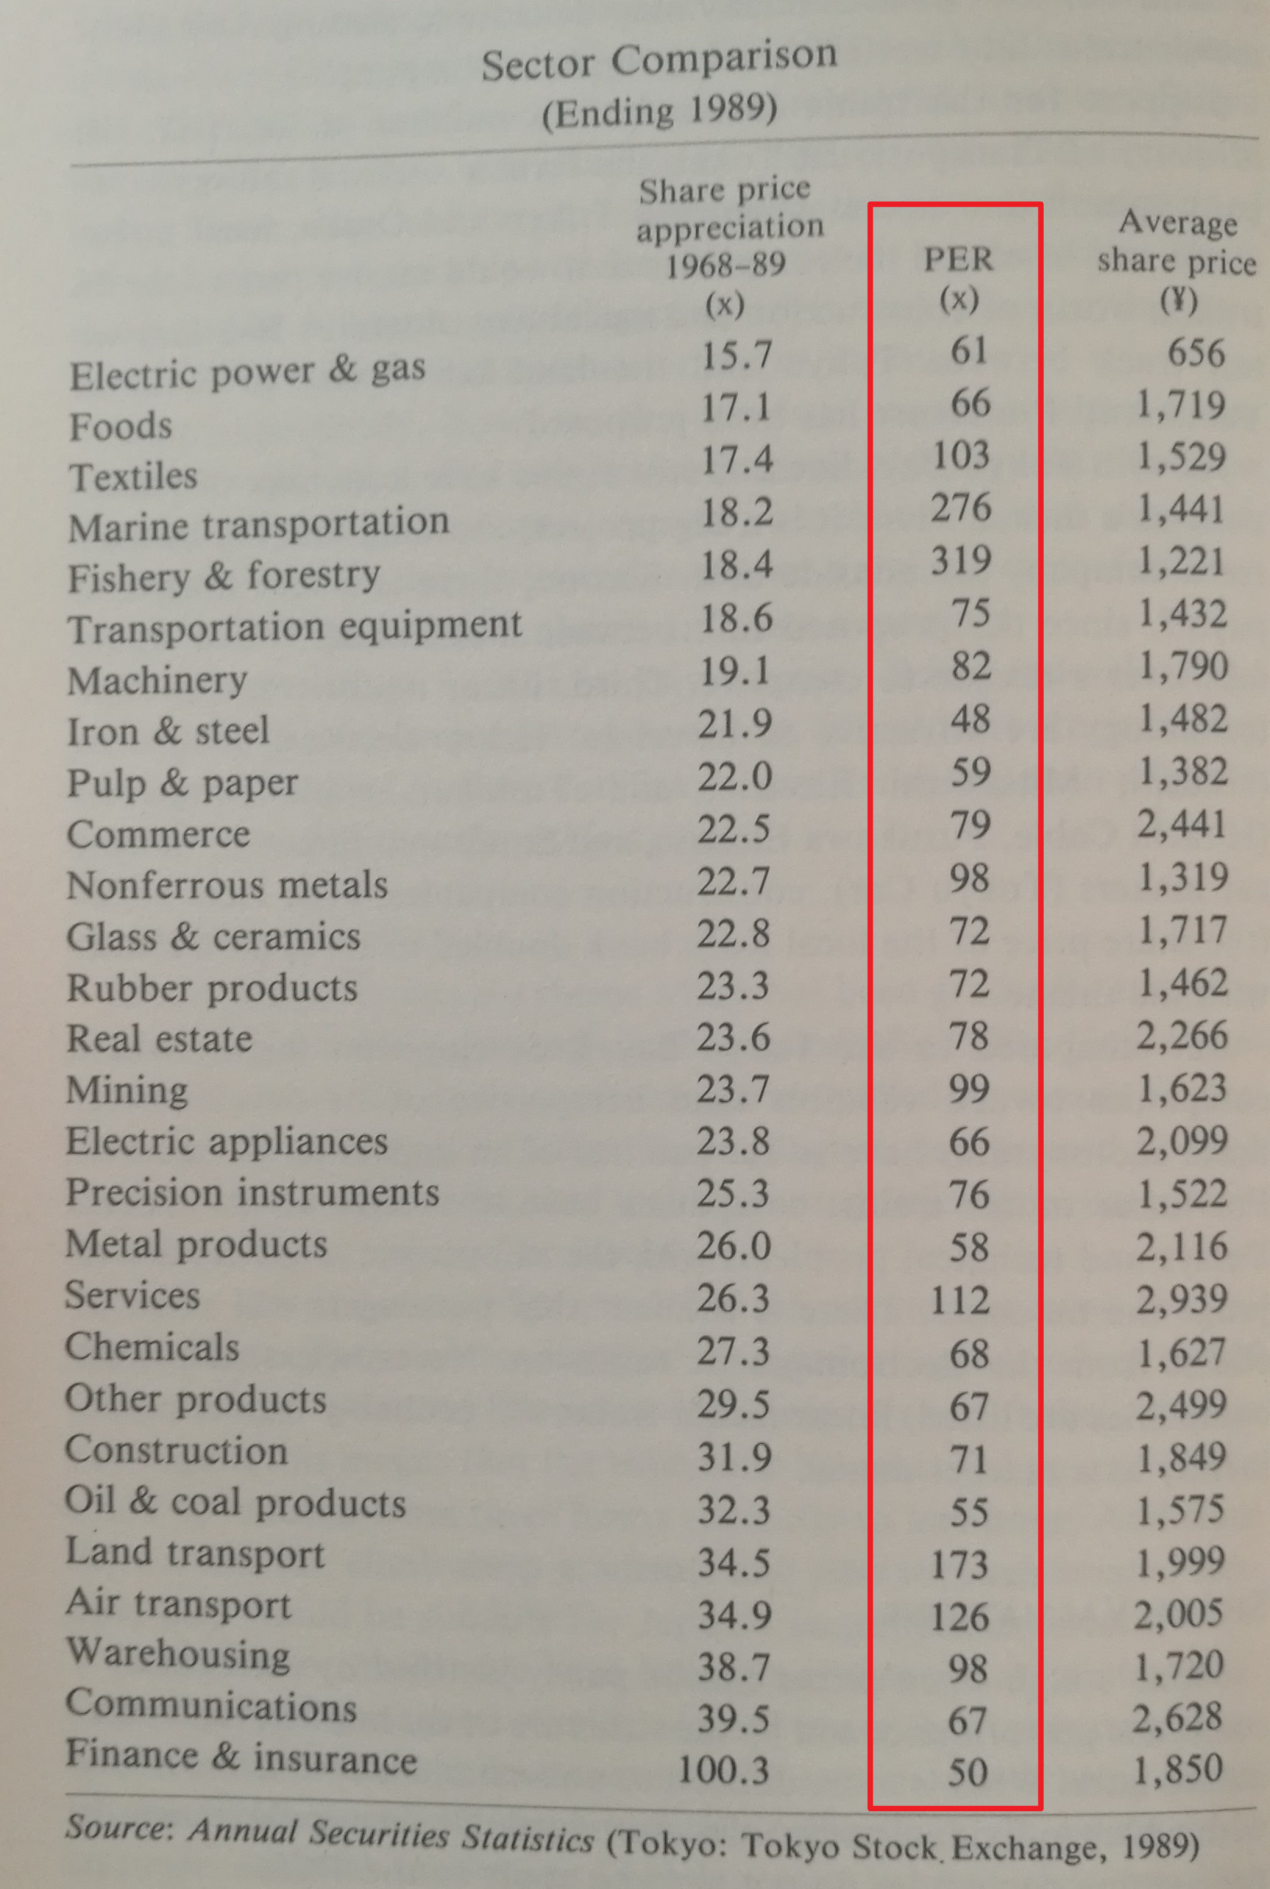 Sector Comparison
(Ending 1989)
Share price
appreciation
1968–89
(x)
PER
(x)
Average
share price
(¥)
Electric power & gas 15.7 61 656
Foods 17.1 66 1,719
Textiles 17.4 103 1,529
Marine transportation 18.2 276 1,441
Fishery & forestry 18.4 319 1,221
Transportation equipment 18.6 75 1,432
Machinery 19.1 82 1,790
Iron & steel 21.9 48 1,482
Pulp & paper 22.0 59 1,382
Commerce 22.5 79 2,441
Nonferrous metals 22.7 98 1,319
Glass & ceramics 22.8 72 1,717
Rubber products 23.3 72 1,462
Real estate 23.6 78 2,266
Mining 23.7 99 1,623
Electric appliances 23.8 66 2,099
Precision instruments 25.3 76 1,522
Metal products 26.0 58 2,116
Services 26.3 112 2,939
Chemicals 27.3 68 1,627
Other products 29.5 67 2,499
Construction 31.9 71 1,849
Oil & coal products 32.3 55 1,575
Land transport 34.5 173 1,999
Air transport 34.9 126 2,005
Warehousing 38.7 98 1,720
Communications 39.5 67 2,628
Finance & insurance 100.3 50 1,850
Source: Annual Securities Statistics (Tokyo: Tokyo Stock Exchange, 1989)